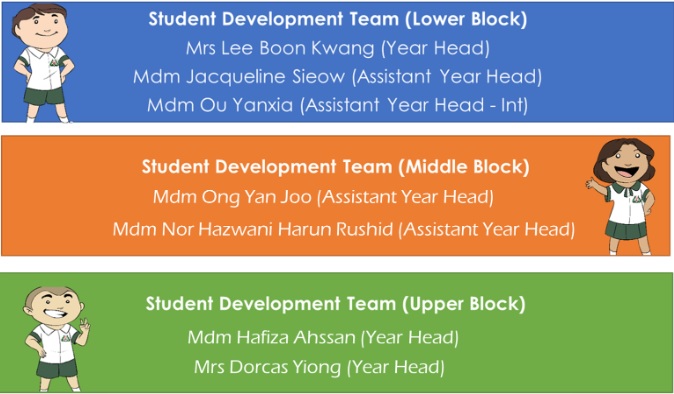 Student Development Team (Lower Block)
Mrs Lee Boon Kwang (Year Head)
Mdm Jacqueline Sieow (Assistant Year Head)
Mdm Ou Yanxia (Assistant Year Head - Int)
Student Development Team (Middle Block)
Mdm Ong Yan Joo (Assistant Year Head)
Mdm Nor Hazwani Harun Rushid (Assistant Year Head)
Student Development Team (Upper Block)
Mdm Hafiza Ahssan (Year Head)
Mrs Dorcas Yiong (Year Head)